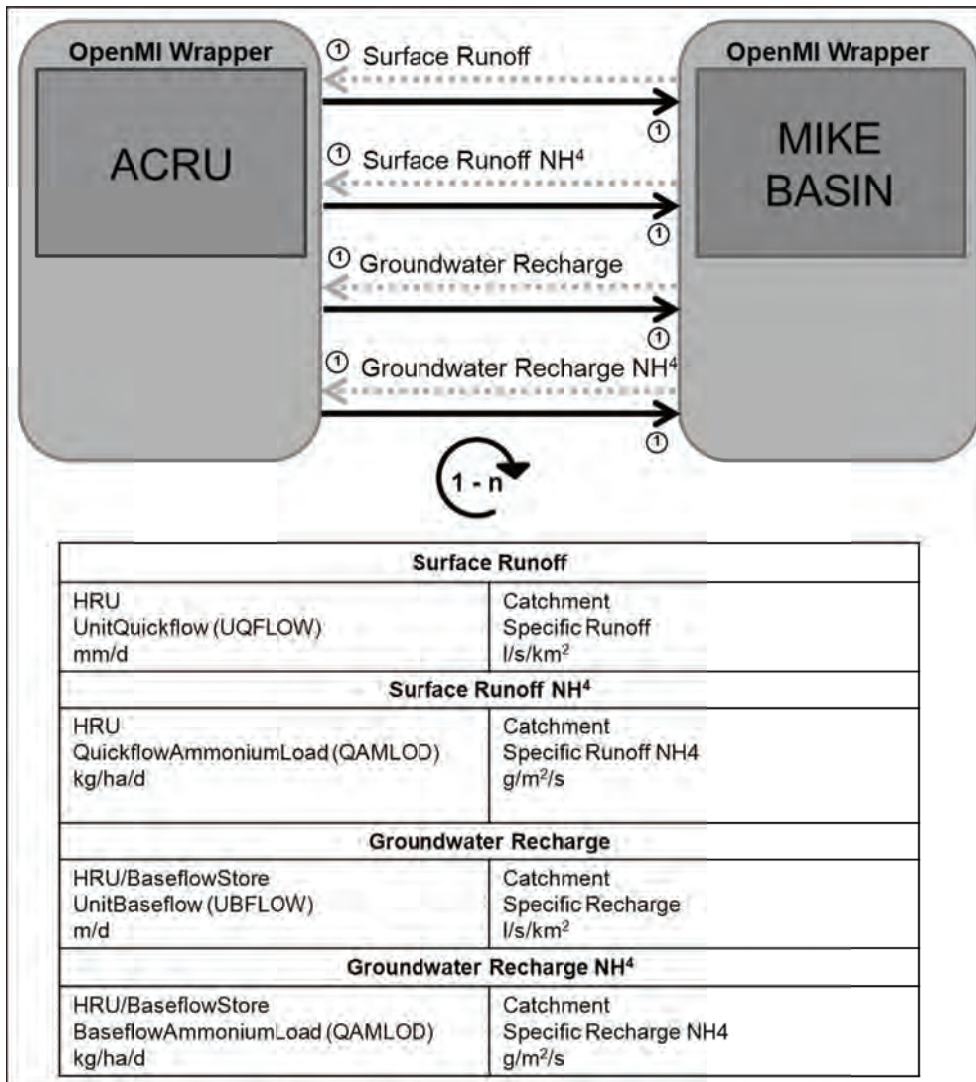 OpenMI Wrapper
ACRU
① Surface Runoff
①
① Surface Runoff NH⁴
①
① Groundwater Recharge
①
① Groundwater Recharge NH⁴
①
OpenMI Wrapper
MIKE
BASIN
1 - n
Surface Runoff
HRU
UnitQuickflow (UQFLOW)
mm/d
Catchment
Specific Runoff
l/s/km²
Surface Runoff NH⁴
HRU
QuickflowAmmoniumLoad (QAMLOD)
kg/ha/d
Catchment
Specific Runoff NH4
g/m²/s
Groundwater Recharge
HRU/BaseflowStore
UnitBaseflow (UBFLOW)
m/d
Catchment
Specific Recharge
l/s/km²
Groundwater Recharge NH⁴
HRU/BaseflowStore
BaseflowAmmoniumLoad (QAMLOD)
kg/ha/d
Catchment
Specific Recharge NH4
g/m²/s